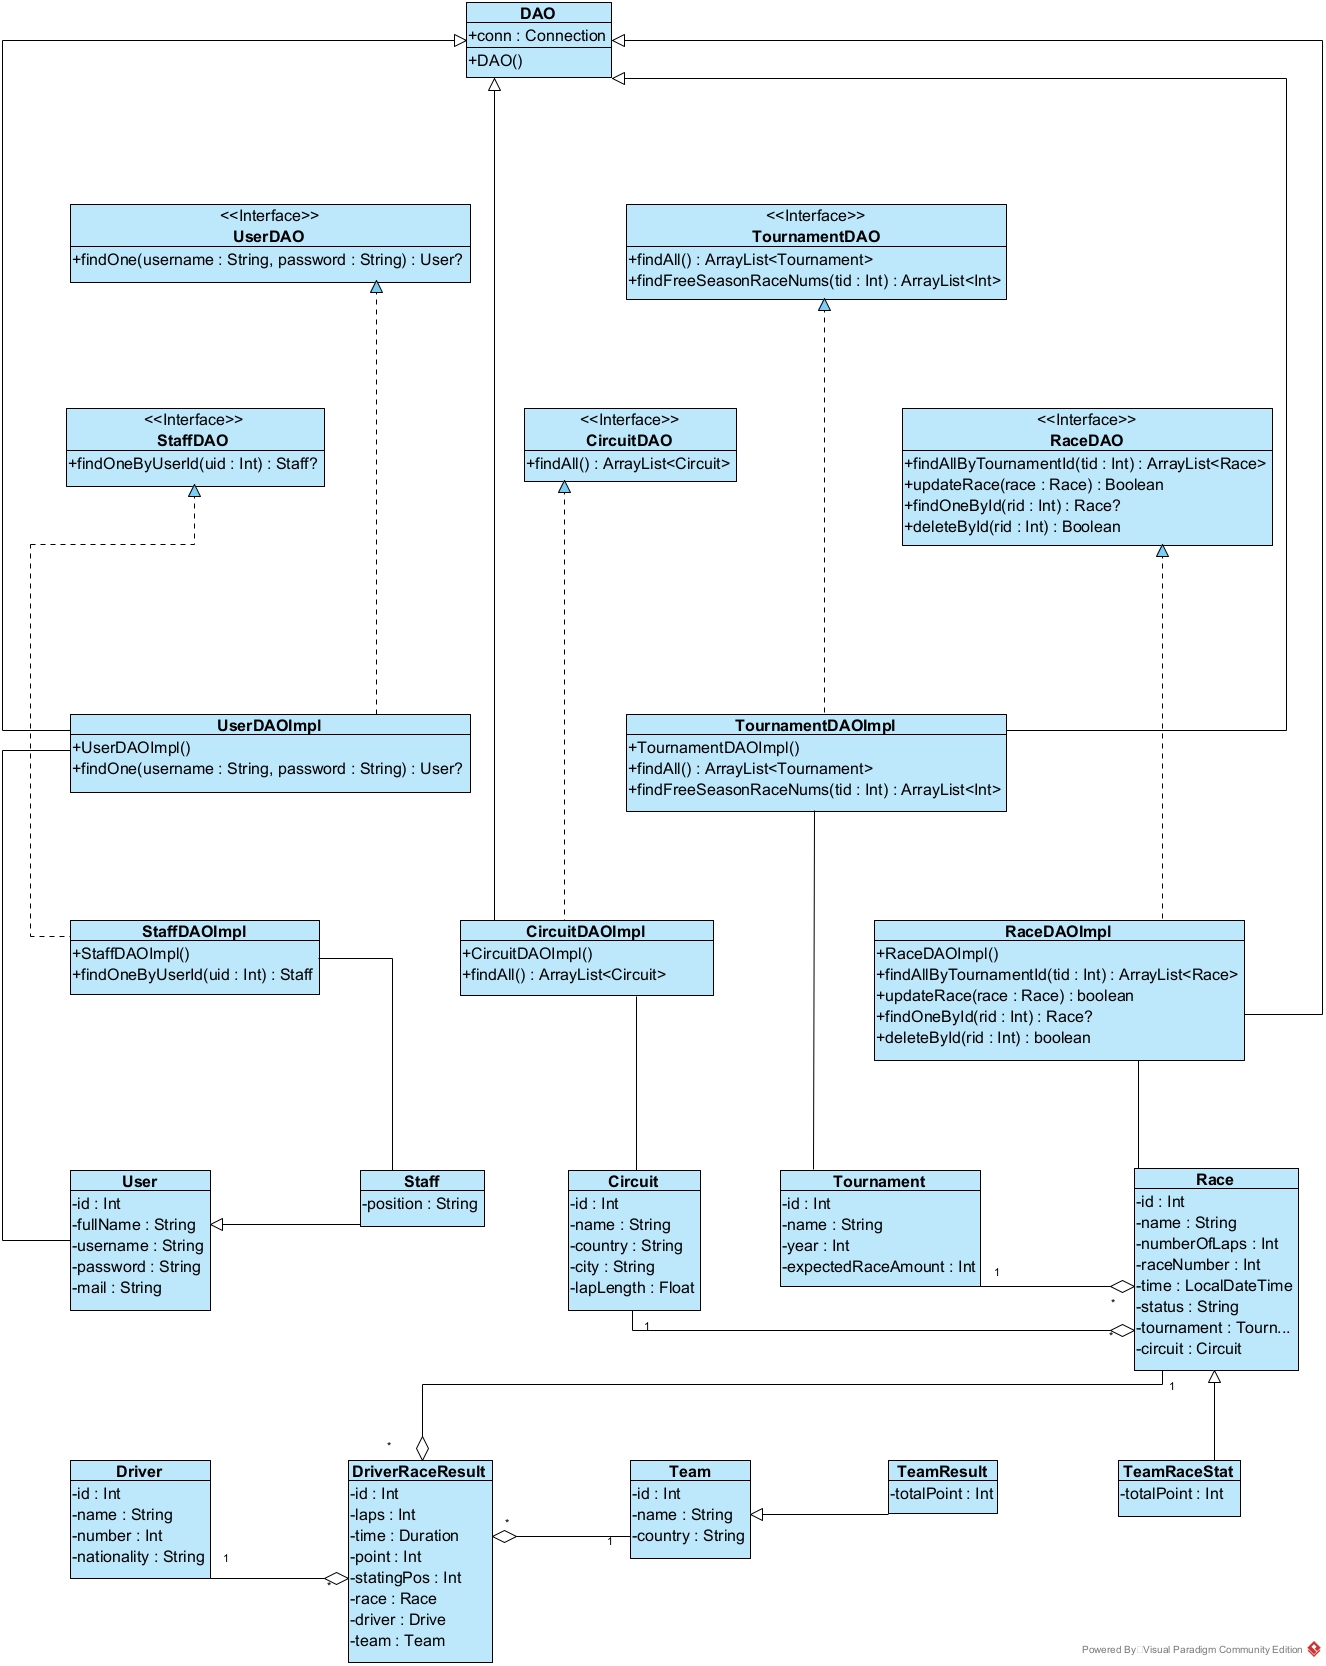 DAO
+conn : Connection
+DAO()
<<Interface>>
UserDAO
+findOne(username : String, password : String) : User?
<<Interface>>
TournamentDAO
+findAll() : ArrayList<Tournament>
+findFreeSeasonRaceNums(tid : Int) : ArrayList<Int>
<<Interface>>
StaffDAO
+findOneByUserId(uid : Int) : Staff?
<<Interface>>
CircuitDAO
+findAll() : ArrayList<Circuit>
<<Interface>>
RaceDAO
+findAllByTournamentId(tid : Int) : ArrayList<Race>
+updateRace(race : Race) : Boolean
+findOneById(rid : Int) : Race?
+deleteById(rid : Int) : Boolean
UserDAOImpl
+UserDAOImpl()
+findOne(username : String, password : String) : User?
TournamentDAOImpl
+TournamentDAOImpl()
+findAll() : ArrayList<Tournament>
+findFreeSeasonRaceNums(tid : Int) : ArrayList<Int>
StaffDAOImpl
+StaffDAOImpl()
+findOneByUserId(uid : Int) : Staff
CircuitDAOImpl
+CircuitDAOImpl()
+findAll() : ArrayList<Circuit>
RaceDAOImpl
+RaceDAOImpl()
+findAllByTournamentId(tid : Int) : ArrayList<Race>
+updateRace(race : Race) : boolean
+findOneById(rid : Int) : Race?
+deleteById(rid : Int) : boolean
User
-id : Int
-fullName : String
-username : String
-password : String
-mail : String
Staff
-position : String
Circuit
-id : Int
-name : String
-country : String
-city : String
-lapLength : Float
1
Tournament
-id : Int
-name : String
-year : Int
-expectedRaceAmount : Int
1
*
*
Race
-id : Int
-name : String
-numberOfLaps : Int
-raceNumber : Int
-time : LocalDateTime
-status : String
-tournament : Tourn...
-circuit : Circuit
1
*
Driver
-id : Int
-name : String
-number : Int
-nationality : String
1
*
DriverRaceResult
-id : Int
-laps : Int
-time : Duration
-point : Int
-statingPos : Int
-race : Race
-driver : Drive
-team : Team
*
1
Team
-id : Int
-name : String
-country : String
TeamResult
-totalPoint : Int
TeamRaceStat
-totalPoint : Int
Powered By Visual Paradigm Community Edition